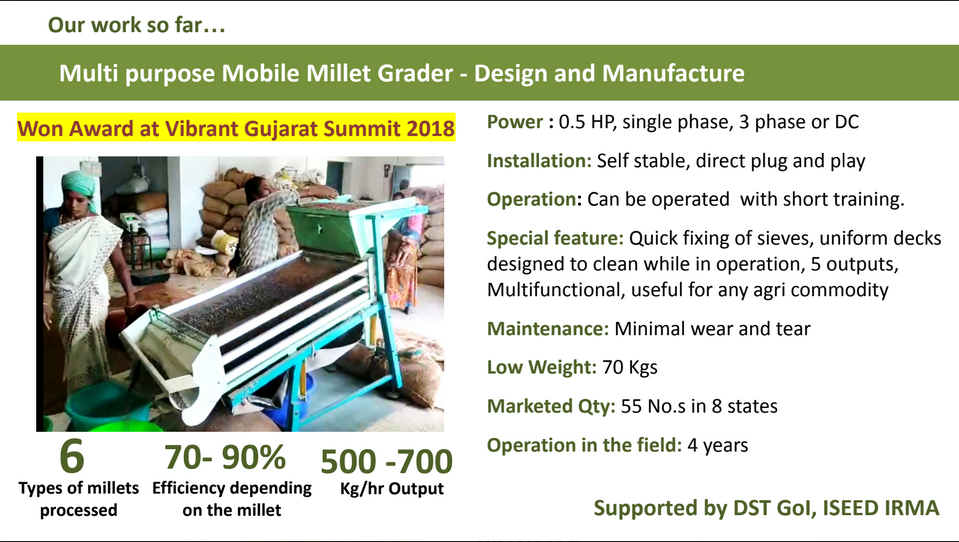 Our work so far...
Multi purpose Mobile Millet Grader - Design and Manufacture
Won Award at Vibrant Gujarat Summit 2018
6
Types of millets
processed
70- 90%
Efficiency depending
on the millet
500 -700
Kg/hr Output
Power : 0.5 HP, single phase, 3 phase or DC
Installation: Self stable, direct plug and play
Operation: Can be operated  with short training.
Special feature: Quick fixing of sieves, uniform decks
designed to clean while in operation, 5 outputs,
Multifunctional, useful for any agri commodity
Maintenance: Minimal wear and tear
Low Weight: 70 Kgs
Marketed Qty: 55 No.s in 8 states
Operation in the field: 4 years
Supported by DST GoI, ISEED IRMA